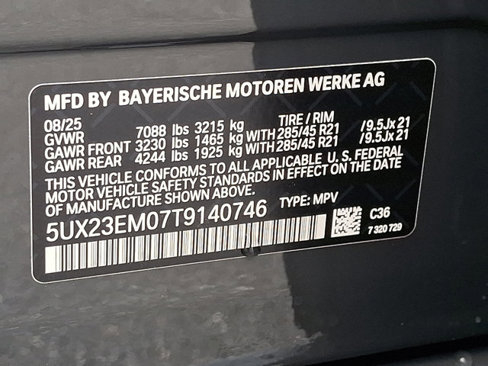 MFD BY BAYERISCHE MOTOREN WERKE AG
08/25 TIRE / RIM
GVWR 7088 lbs 3215 kg
GAWR FRONT 3230 lbs 1465 kg WITH 285/45 R21 /9.5Jx 21
GAWR REAR 4244 lbs 1925 kg WITH 285/45 R21 /9.5Jx 21
THIS VEHICLE CONFORMS TO ALL APPLICABLE U.S. FEDERAL
MOTOR VEHICLE SAFETY STANDARDS IN EFFECT ON THE DATE
OF MANUFACTURE SHOWN ABOVE.
5UX23EM07T9140746 TYPE: MPV
C36
7 320 729